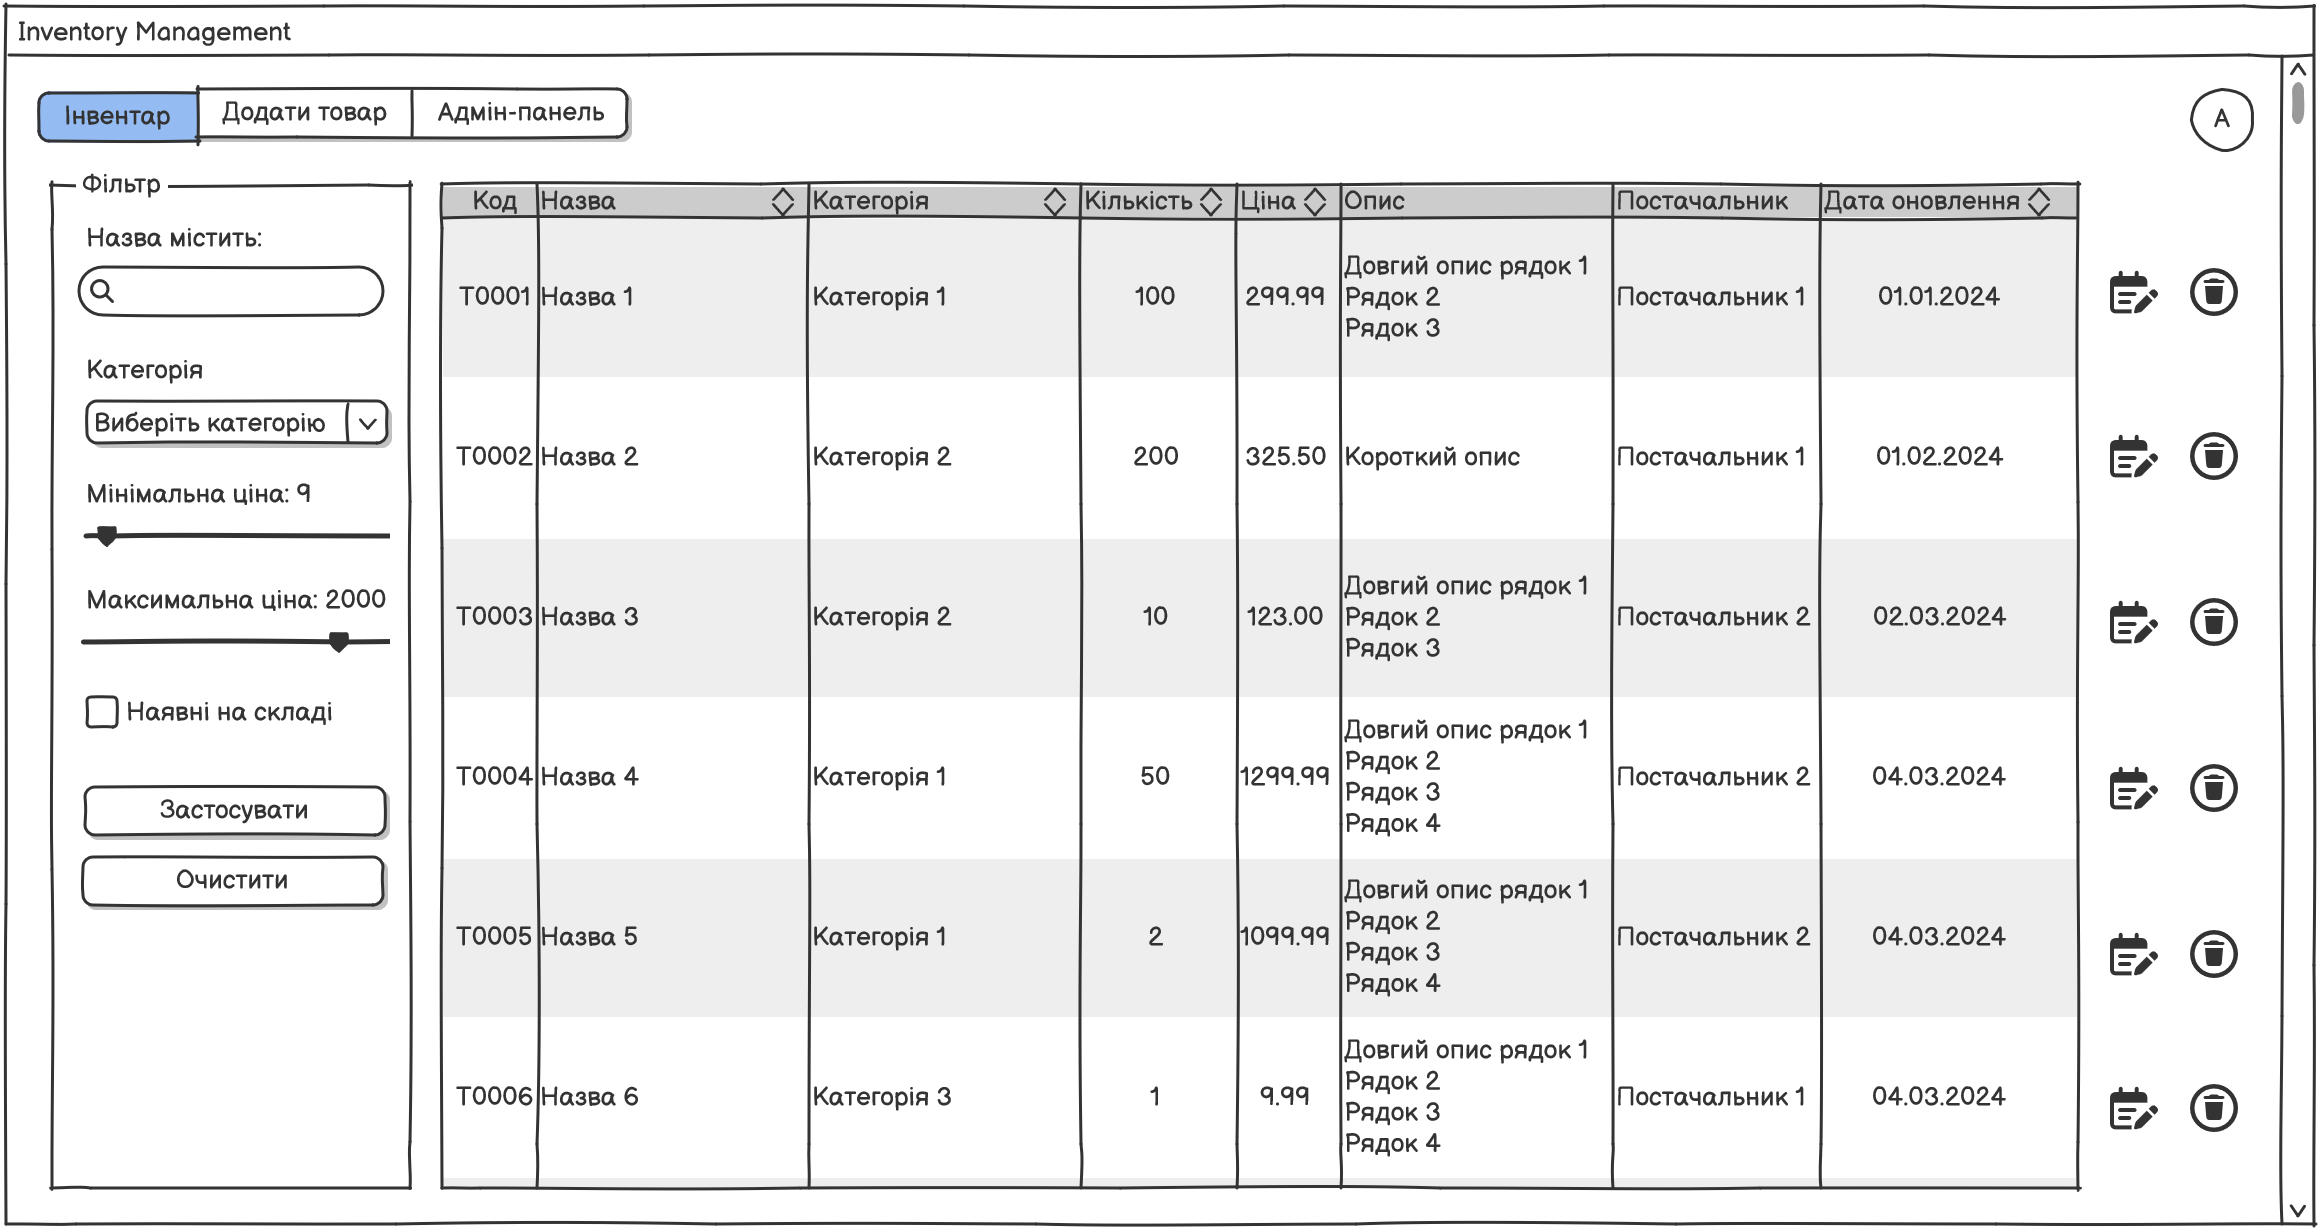 Inventory Management
Інвентар Додати товар Адмін-панель
А
Фільтр
Назва містить:
Категорія
Виберіть категорію
Мінімальна ціна: 9
Максимальна ціна: 2000
Наявні на складі
Застосувати
Очистити
Код Назва Категорія Кількість Ціна Опис Постачальник Дата оновлення
Довгий опис рядок 1
T0001 Назва 1 Категорія 1 100 299.99 Рядок 2 Постачальник 1 01.01.2024
Рядок 3
T0002 Назва 2 Категорія 2 200 325.50 Короткий опис Постачальник 1 01.02.2024
Довгий опис рядок 1
T0003 Назва 3 Категорія 2 10 123.00 Рядок 2 Постачальник 2 02.03.2024
Рядок 3
Довгий опис рядок 1
Рядок 2
T0004 Назва 4 Категорія 1 50 1299.99 Постачальник 2 04.03.2024
Рядок 3
Рядок 4
Довгий опис рядок 1
Рядок 2
T0005 Назва 5 Категорія 1 2 1099.99 Постачальник 2 04.03.2024
Рядок 3
Рядок 4
Довгий опис рядок 1
Рядок 2
T0006 Назва 6 Категорія 3 1 9.99 Постачальник 1 04.03.2024
Рядок 3
Рядок 4